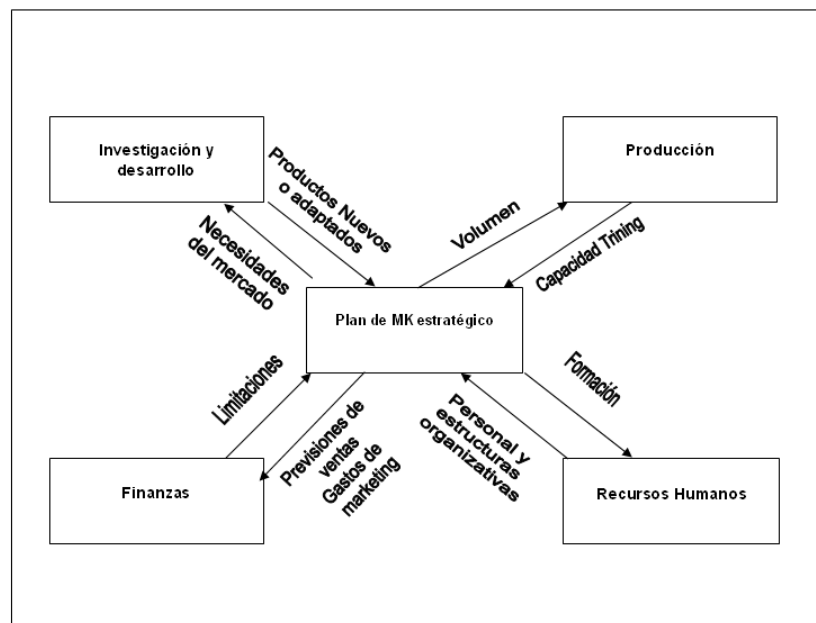 Investigación y
desarrollo
Producción
Productos Nuevos
o adaptados
Necesidades
del mercado
Volumen
Capacidad Trining
Plan de MK estratégico
Limitaciones
Previsiones de
ventas
Gastos de
marketing
Personal y
estructuras
organizativas
Formación
Finanzas
Recursos Humanos